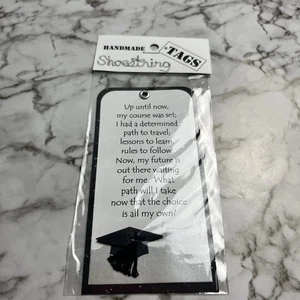 HANDMADE TAGS
Shoestring
Up until now,
my course was set;
I had a determined
path to travel;
lessons to learn,
rules to follow.
Now, my future is
out there waiting
for me. What
path will I take
now that the choice
is all my own?